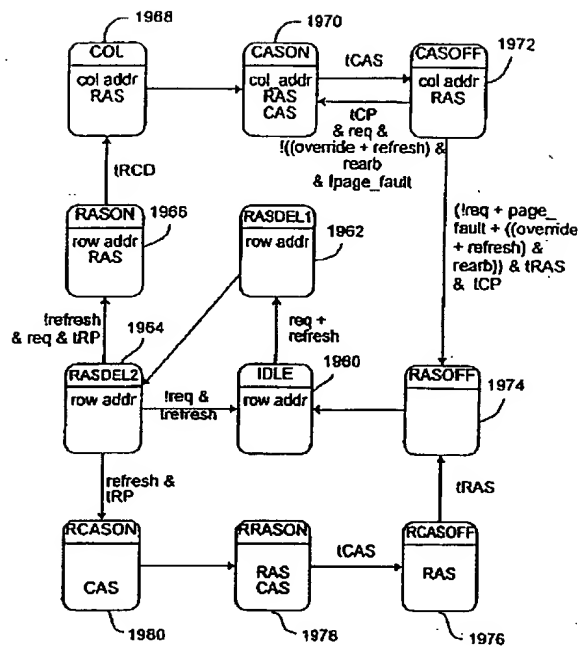 1968
COL
col addr
RAS
1970
CASON
col addr
RAS
CAS
tCAS
1972
CASOFF
col addr
RAS
tCP
& req &
!((override + refresh) &
rearb
& !page_fault
tRCD
1966
RASON
row addr
RAS
RASDEL1
row addr
1962
(!req + page_
fault + ((override
+ refresh) &
rearb)) & tRAS
& tCP
!refresh
& req & tRP
1964
RASDEL2
row addr
req +
refresh
!req &
!refresh
1960
IDLE
row addr
RASOFF
1974
refresh &
tRP
tRAS
RCASON
CAS
1980
RRASON
RAS
CAS
1978
tCAS
RCASOFF
RAS
1976